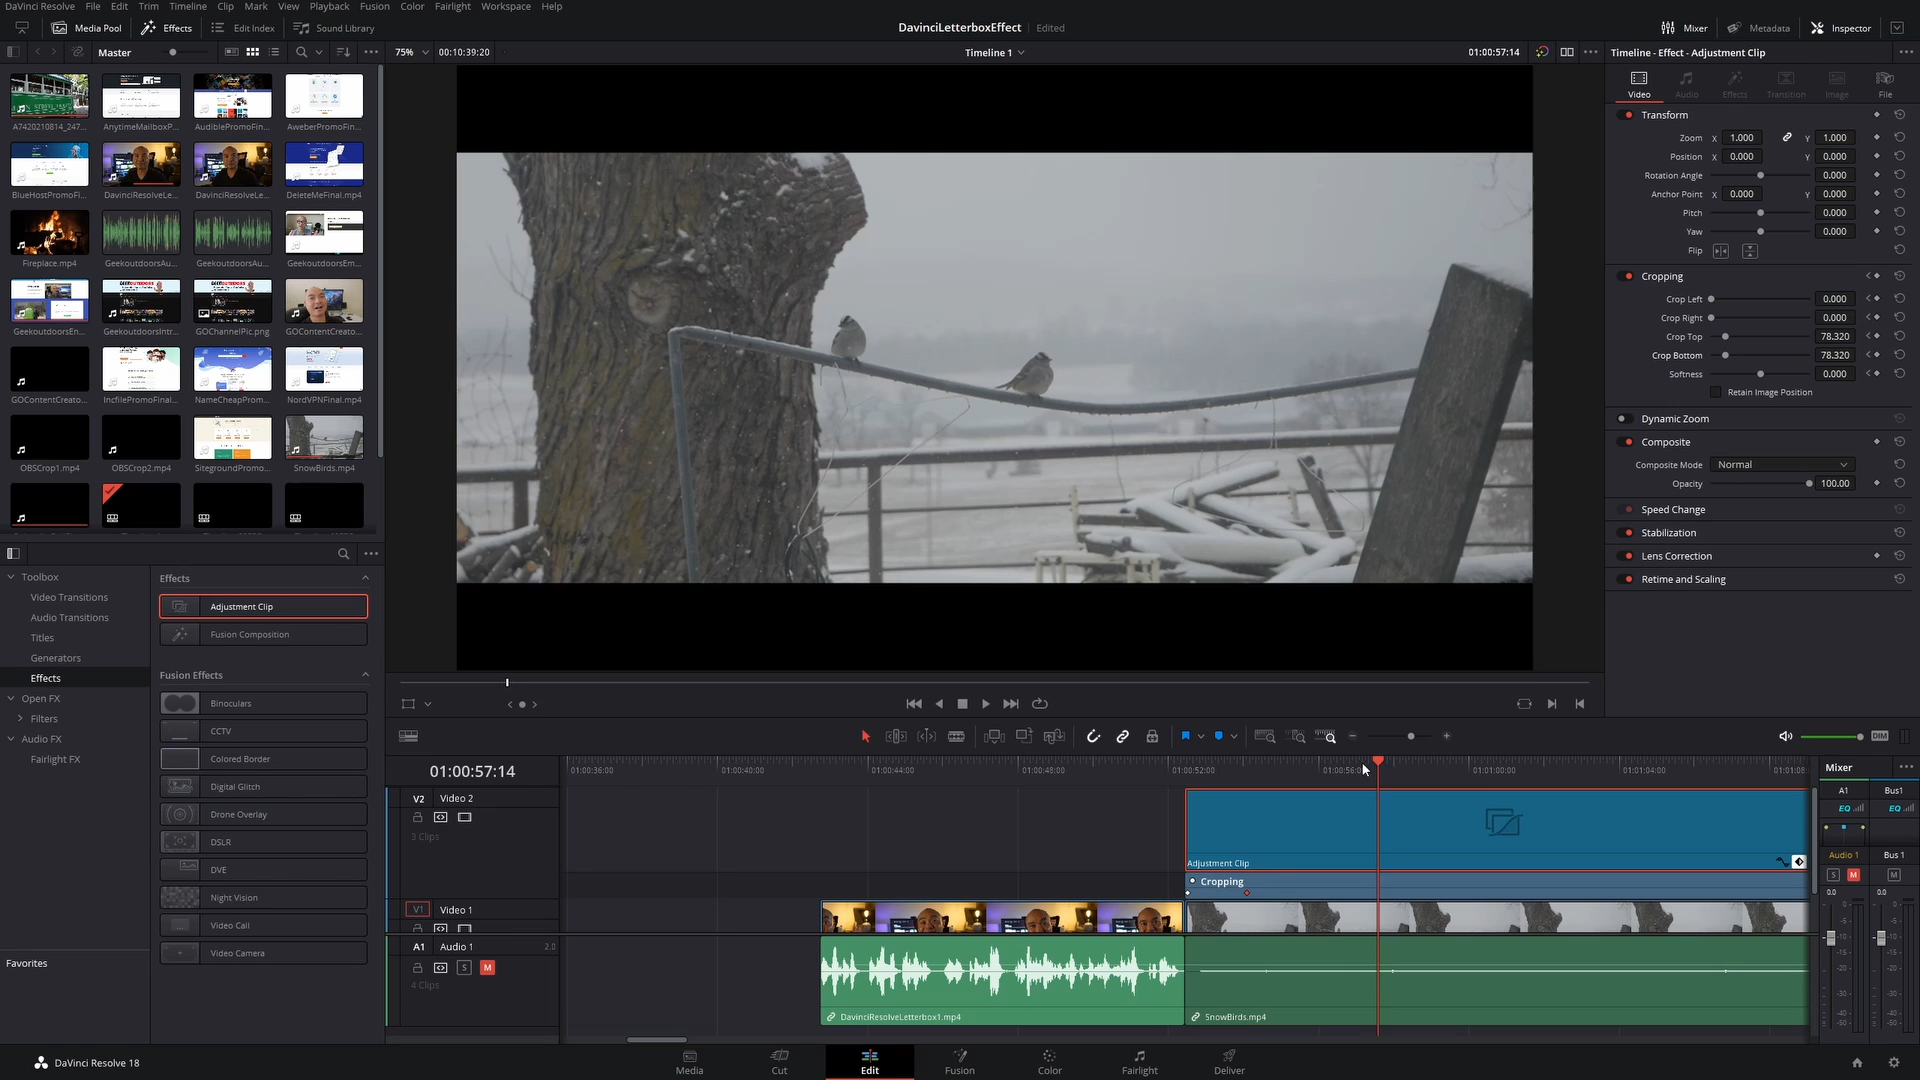 DaVinci Resolve File Edit Trim Timeline Clip Mark View Playback Fusion Color Fairlight Workspace Help
Media Pool Effects Edit Index Sound Library DavinciLetterboxEffect Edited Mixer Metadata Inspector
Master 75% 00:10:39:20 Timeline 1 01:00:57:14 Timeline - Effect - Adjustment Clip
A7420210814_247... AnytimeMailboxP... AudiblePromoFin... AweberPromoFin...
BlueHostPromoFi... DavinciResolveLe... DavinciResolveLe... DeleteMeFinal.mp4
Fireplace.mp4 GeekoutdoorsAu... GeekoutdoorsAu... GeekoutdoorsEm...
GeekoutdoorsEn... GeekoutdoorsIntr... GOChannelPic.png GOContentCreato...
GOContentCreato... IncfilePromoFinal... NameCheapProm... NordVPNFinal.mp4
OBSCrop1.mp4 OBSCrop2.mp4 SitegroundPromo... SnowBirds.mp4
Video Audio Effects Transition Image File
Transform
Zoom X 1.000 Y 1.000
Position X 0.000 Y 0.000
Rotation Angle 0.000
Anchor Point X 0.000 Y 0.000
Pitch 0.000
Yaw 0.000
Flip
Cropping
Crop Left 0.000
Crop Right 0.000
Crop Top 78.320
Crop Bottom 78.320
Softness 0.000
Retain Image Position
Dynamic Zoom
Composite
Composite Mode Normal
Opacity 100.00
Speed Change
Stabilization
Lens Correction
Retime and Scaling
Toolbox
Video Transitions
Audio Transitions
Titles
Generators
Effects
Open FX
Filters
Audio FX
Fairlight FX
Favorites
Effects
Adjustment Clip
Fusion Composition
Fusion Effects
Binoculars
CCTV
Colored Border
Digital Glitch
Drone Overlay
DSLR
DVE
Night Vision
Video Call
Video Camera
DIM
01:00:57:14 01:00:36:00 01:00:40:00 01:00:44:00 01:00:48:00 01:00:52:00 01:00:56:0 01:01:00:00 01:01:04:00 01:01:08:
V2 Video 2
3 Clips
Adjustment Clip
Cropping
V1 Video 1
A1 Audio 1 2.0
S M
4 Clips
DavinciResolveLetterbox1.mp4 SnowBirds.mp4
Mixer
A1 Bus1
EQ EQ
Audio 1 Bus 1
S M M
0.0 0.0
0 0
-5 -5
-10 -10
-15 -15
-20 -20
-30 -30
-40 -40
-50 -50
DaVinci Resolve 18 Media Cut Edit Fusion Color Fairlight Deliver